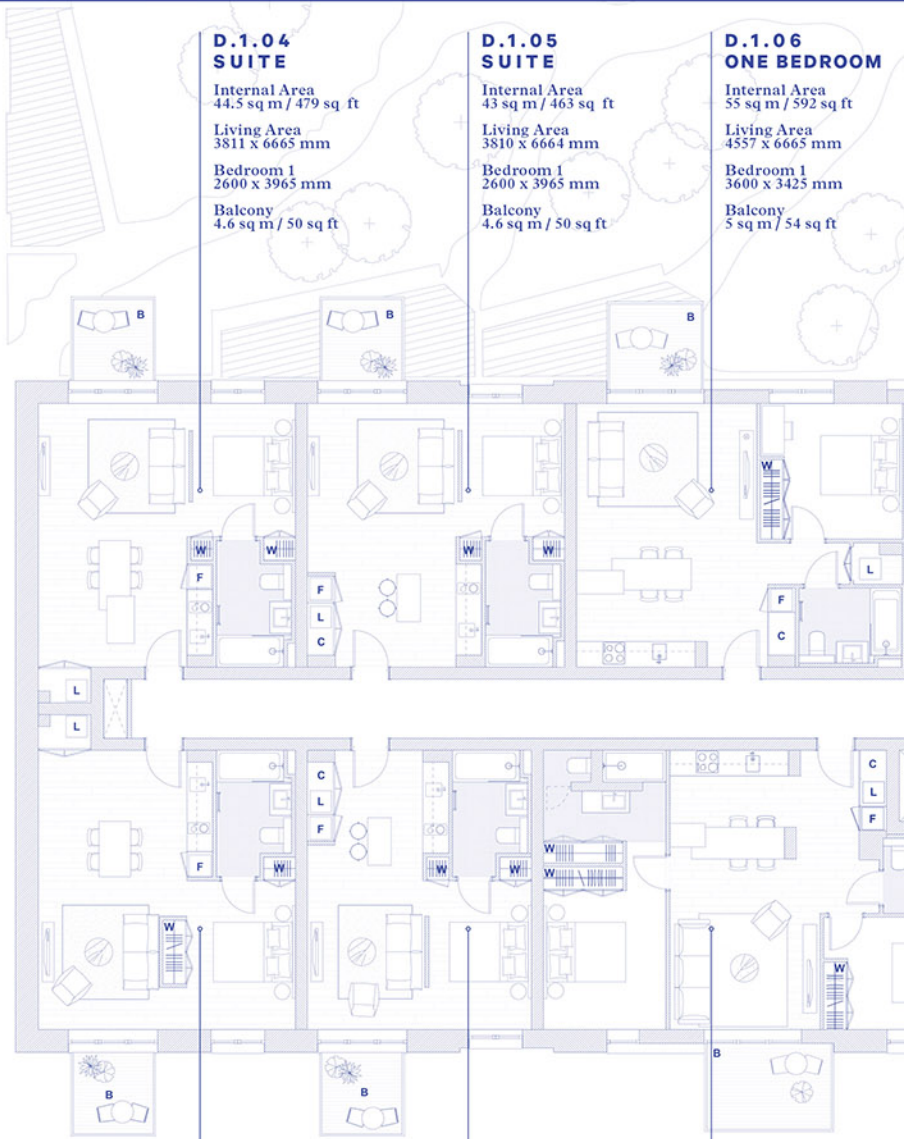 D.1.04
SUITE
Internal Area
44.5 sq m / 479 sq ft
Living Area
3811 x 6665 mm
Bedroom 1
2600 x 3965 mm
Balcony
4.6 sq m / 50 sq ft
D.1.05
SUITE
Internal Area
43 sq m / 463 sq ft
Living Area
3810 x 6664 mm
Bedroom 1
2600 x 3965 mm
Balcony
4.6 sq m / 50 sq ft
D.1.06
ONE BEDROOM
Internal Area
55 sq m / 592 sq ft
Living Area
4557 x 6665 mm
Bedroom 1
3600 x 3425 mm
Balcony
5 sq m / 54 sq ft
B
B
B
W
W
W
F
W
W
F
L
C
L
F
C
L
L
C
L
F
C
L
F
F
W
W
W
W
W
W
W
B
B
B